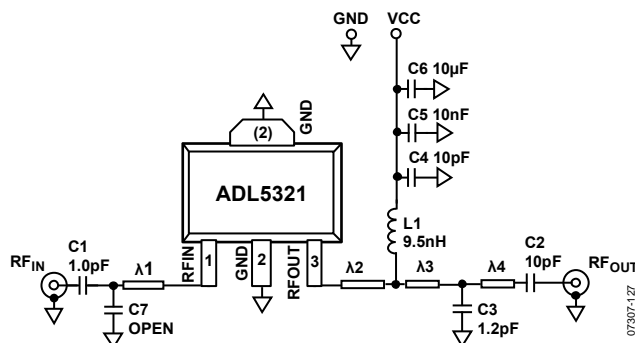 GND
VCC
C6 10µF
C5 10nF
C4 10pF
(2)
GND
ADL5321
L1
9.5nH
C1
1.0pF
RFIN
λ1
RFIN
1
GND
2
RFOUT
3
λ2
λ3
λ4
C2
10pF
RFOUT
C7
OPEN
C3
1.2pF
07307-127